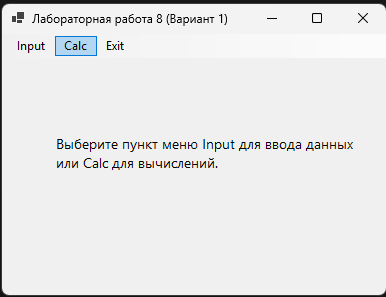 Лабораторная работа 8 (Вариант 1)
Input Calc Exit
Выберите пункт меню Input для ввода данных
или Calc для вычислений.